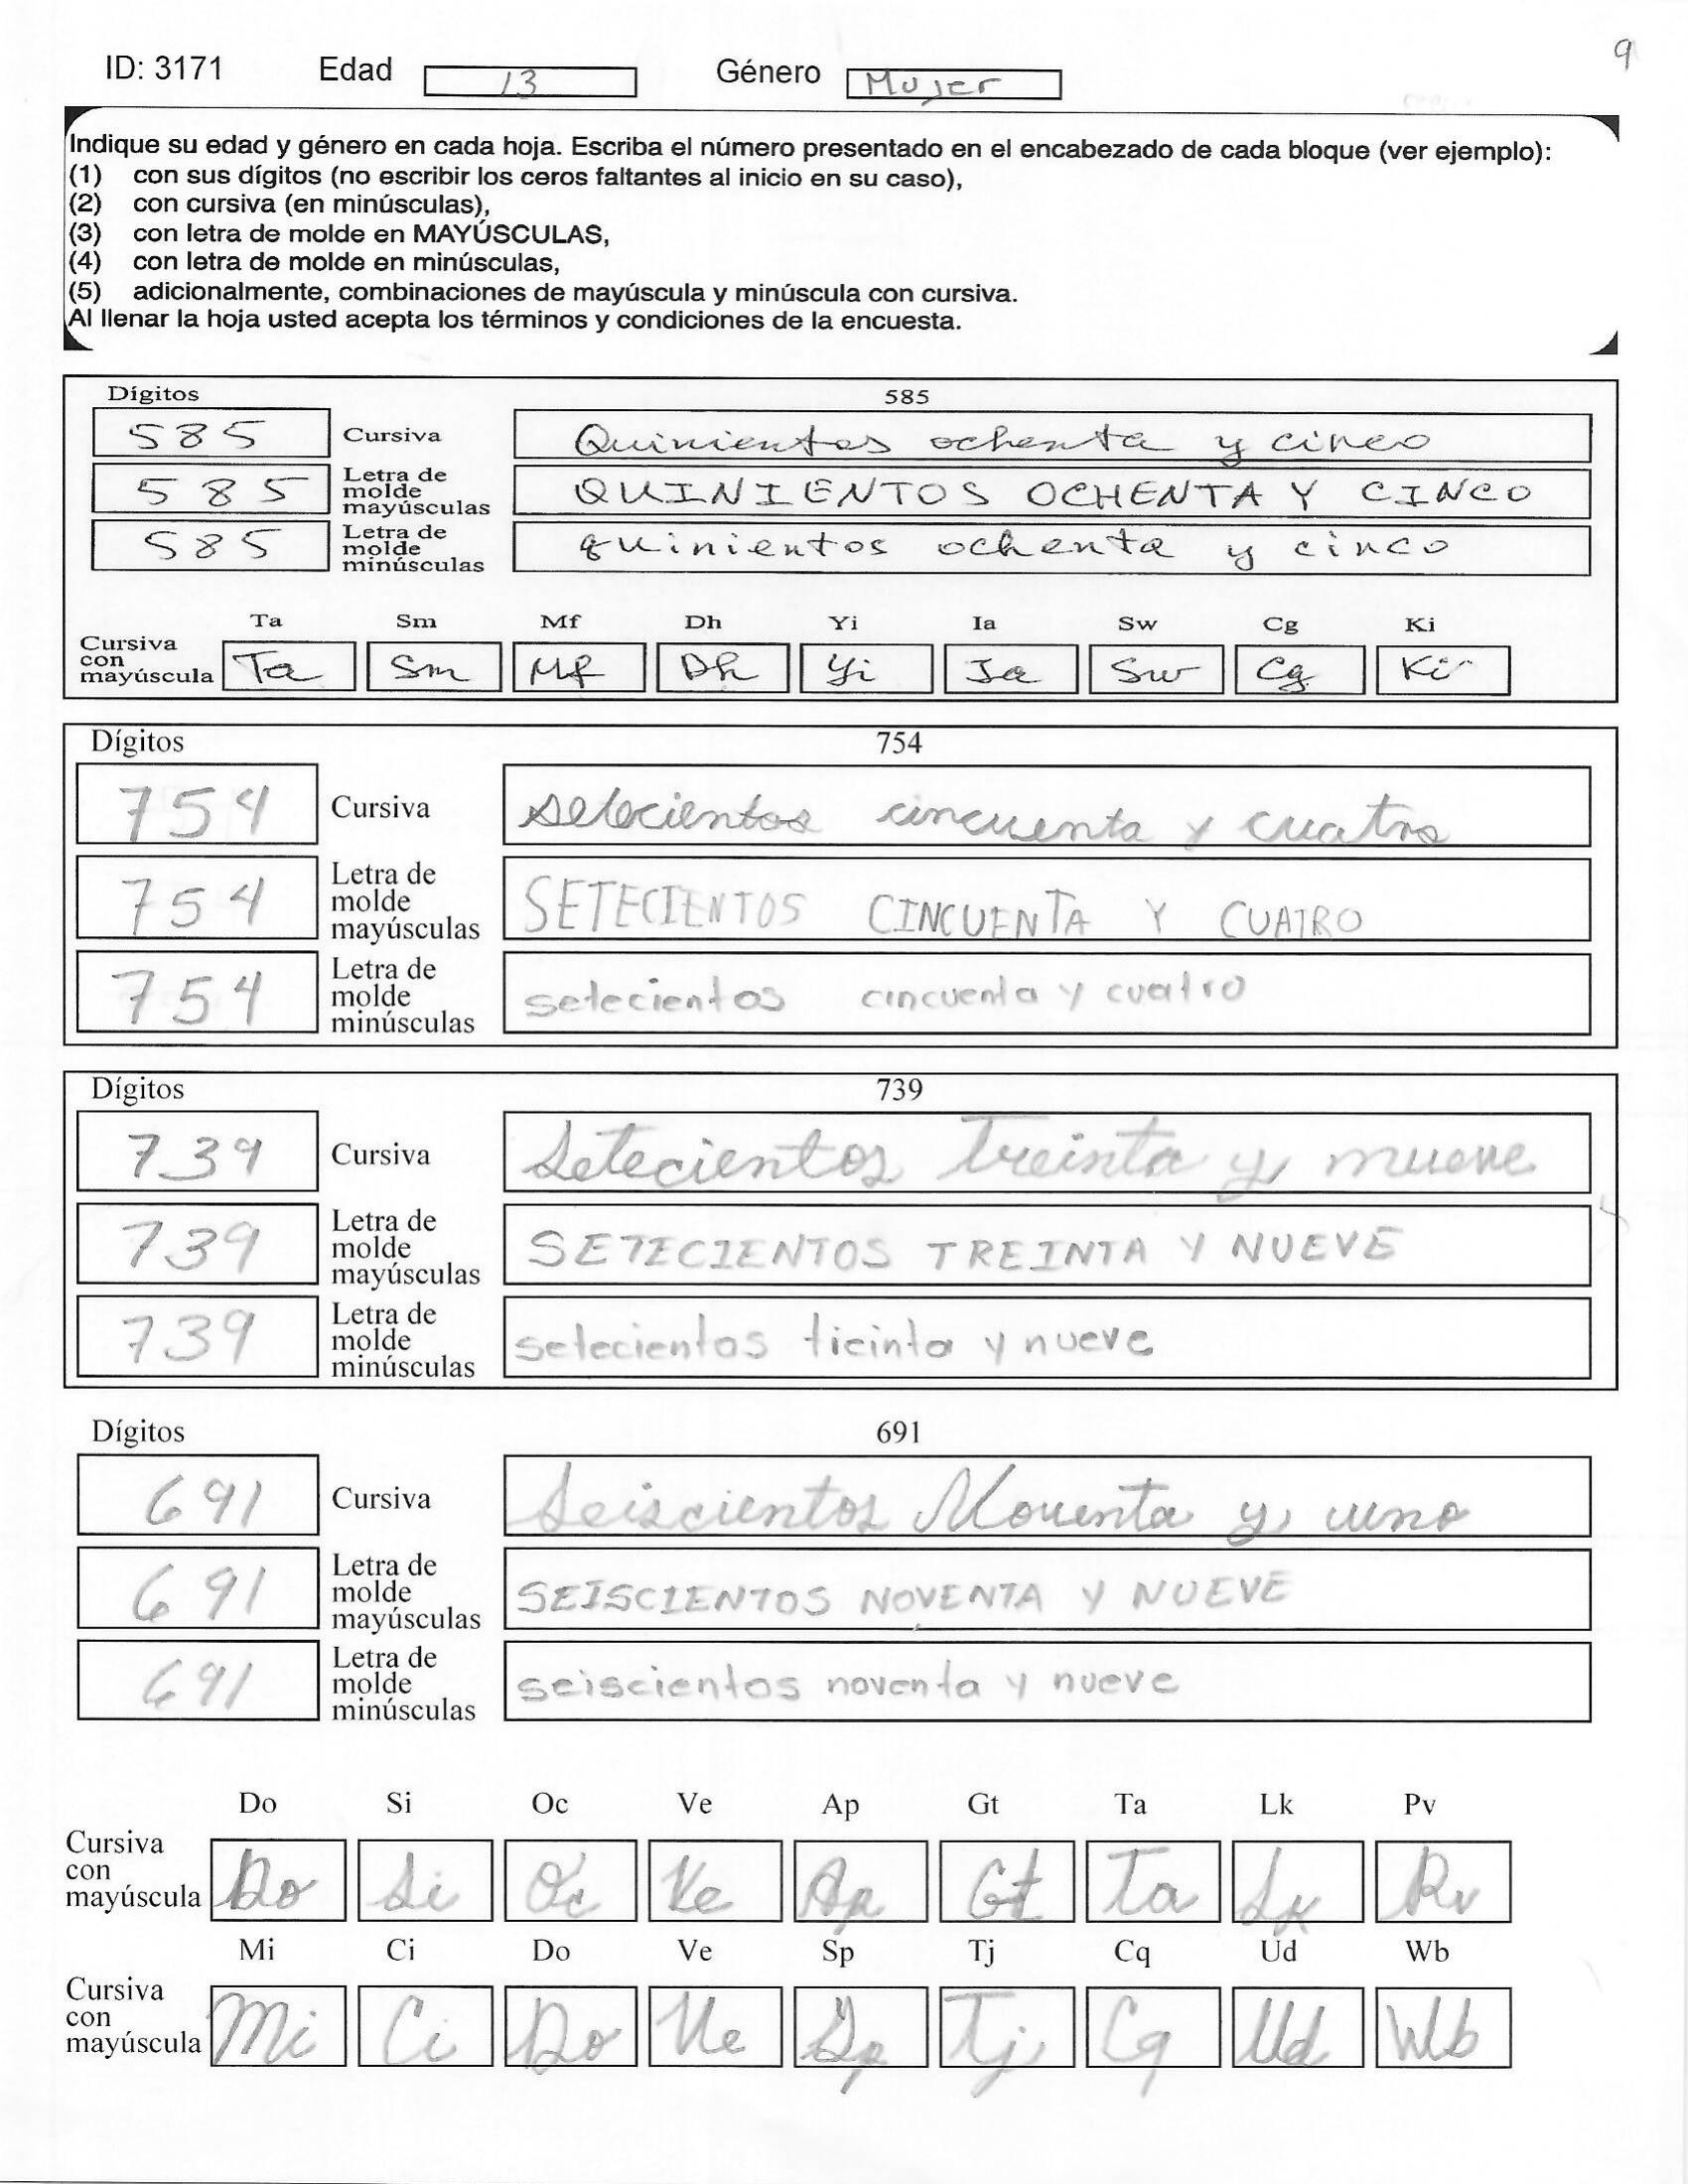 9
ID: 3171 Edad 13 Género Mujer
Indique su edad y género en cada hoja. Escriba el número presentado en el encabezado de cada bloque (ver ejemplo):
(1) con sus dígitos (no escribir los ceros faltantes al inicio en su caso),
(2) con cursiva (en minúsculas),
(3) con letra de molde en MAYÚSCULAS,
(4) con letra de molde en minúsculas,
(5) adicionalmente, combinaciones de mayúscula y minúscula con cursiva.
Al llenar la hoja usted acepta los términos y condiciones de la encuesta.
Dígitos 585
585 Cursiva Quinientos ochenta y cinco
585 Letra de molde mayúsculas QUINIENTOS OCHENTA Y CINCO
585 Letra de molde minúsculas quinientos ochenta y cinco
Ta Sm Mf Dh Yi Ia Sw Cg Ki
Cursiva con mayúscula Ta Sm Mf Dh Yi Ia Sw Cg Ki
Dígitos 754
754 Cursiva setecientos cincuenta y cuatro
754 Letra de molde mayúsculas SETECIENTOS CINCUENTA Y CUATRO
754 Letra de molde minúsculas setecientos cincuenta y cuatro
Dígitos 739
739 Cursiva Setecientos Treinta y mueve
739 Letra de molde mayúsculas SETECIENTOS TREINTA Y NUEVE
739 Letra de molde minúsculas setecientos treinta y nueve
Dígitos 691
691 Cursiva Seiscientos Noventa y uno
691 Letra de molde mayúsculas SEISCIENTOS NOVENTA Y NUEVE
691 Letra de molde minúsculas seiscientos noventa y nueve
Do Si Oc Ve Ap Gt Ta Lk Pv
Cursiva con mayúscula Do Si Oc Ve Ap Gt Ta Lk Pv
Mi Ci Do Ve Sp Tj Cq Ud Wb
Cursiva con mayúscula Mi Ci Do Ve Sp Tj Cq Ud Wb